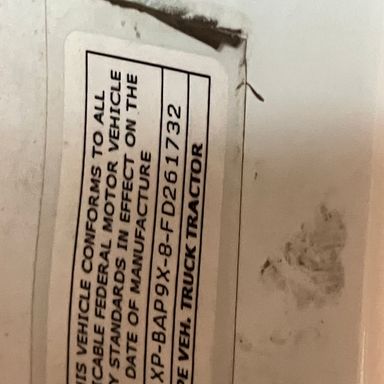 IS VEHICLE CONFORMS TO ALL
CABLE FEDERAL MOTOR VEHICLE
Y STANDARDS IN EFFECT ON THE
DATE OF MANUFACTURE
XP-BAP9X-8-FD261732
PE VEH. TRUCK TRACTOR